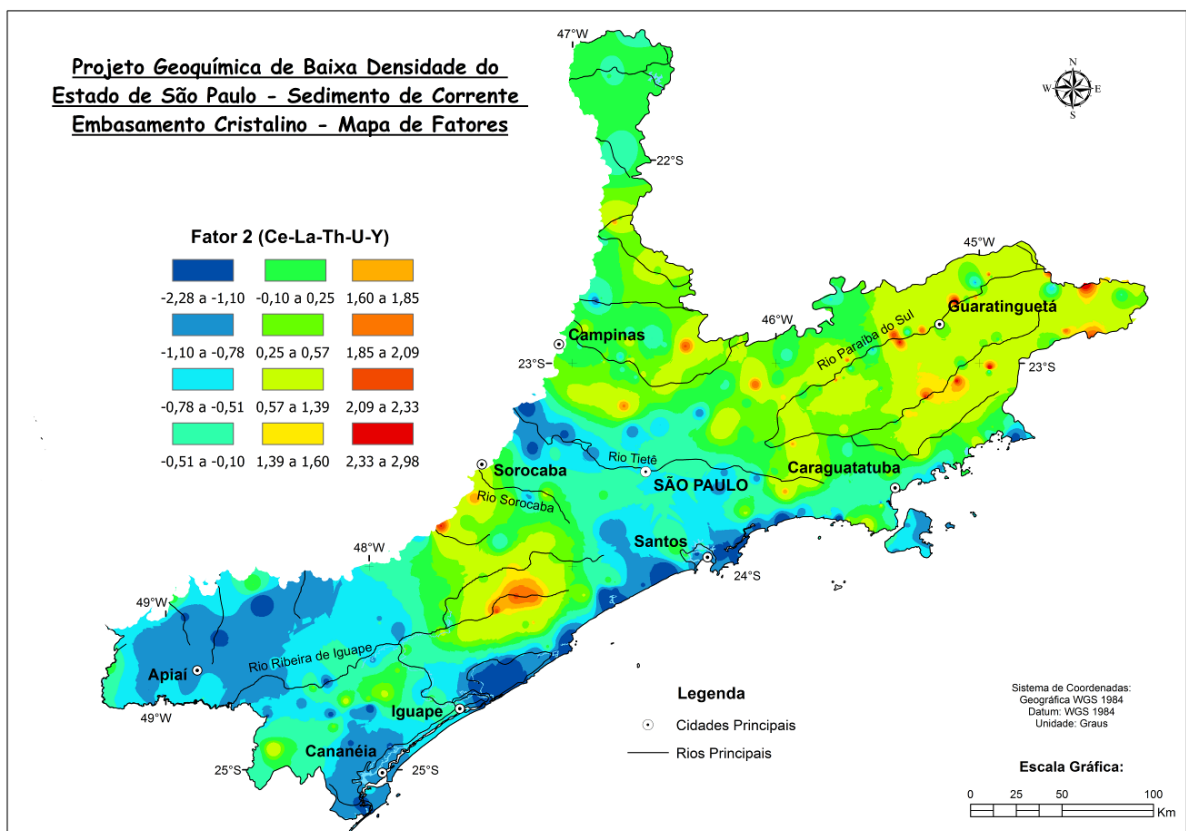 Projeto Geoquímica de Baixa Densidade do
Estado de São Paulo - Sedimento de Corrente
Embasamento Cristalino - Mapa de Fatores
47°W
N
W E
S
22°S
Fator 2 (Ce-La-Th-U-Y)
-2,28 a -1,10 -0,10 a 0,25 1,60 a 1,85
-1,10 a -0,78 0,25 a 0,57 1,85 a 2,09
-0,78 a -0,51 0,57 a 1,39 2,09 a 2,33
-0,51 a -0,10 1,39 a 1,60 2,33 a 2,98
45°W
46°W
Guaratinguetá
Rio Paraíba do Sul
Campinas
23°S
23°S
Rio Tietê
Sorocaba
SÃO PAULO
Caraguatatuba
Rio Sorocaba
Santos
48°W
24°S
49°W
Rio Ribeira de Iguape
Apiaí
49°W
Iguape
Cananéia
25°S
25°S
Legenda
Cidades Principais
Rios Principais
Sistema de Coordenadas:
Geográfica WGS 1984
Datum: WGS 1984
Unidade: Graus
Escala Gráfica:
0 25 50 100
Km